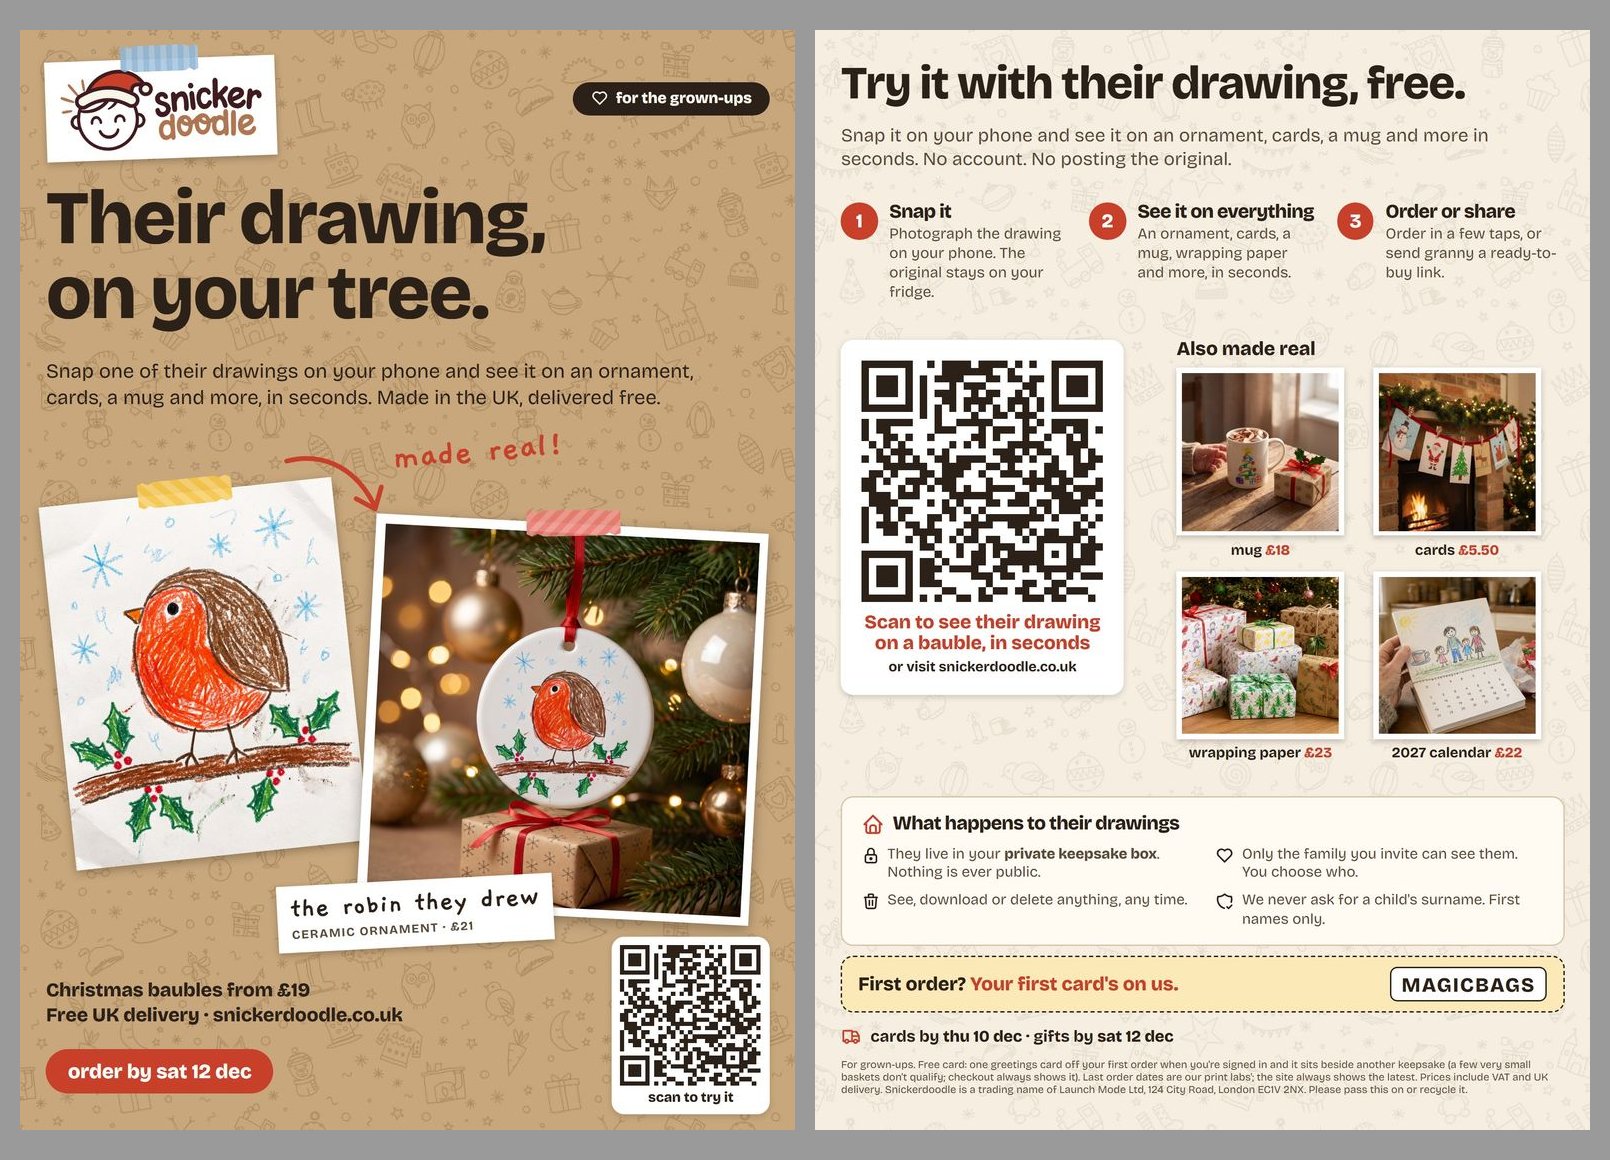 snicker
doodle
for the grown-ups
Their drawing,
on your tree.
Snap one of their drawings on your phone and see it on an ornament,
cards, a mug and more, in seconds. Made in the UK, delivered free.
made real!
the robin they drew
CERAMIC ORNAMENT · £21
Christmas baubles from £19
Free UK delivery · snickerdoodle.co.uk
order by sat 12 dec
scan to try it
Try it with their drawing, free.
Snap it on your phone and see it on an ornament, cards, a mug and more in
seconds. No account. No posting the original.
1
Snap it
Photograph the drawing
on your phone. The
original stays on your
fridge.
2
See it on everything
An ornament, cards, a
mug, wrapping paper
and more, in seconds.
3
Order or share
Order in a few taps, or
send granny a ready-to-
buy link.
Scan to see their drawing
on a bauble, in seconds
or visit snickerdoodle.co.uk
Also made real
mug £18
cards £5.50
wrapping paper £23
2027 calendar £22
What happens to their drawings
They live in your private keepsake box.
Nothing is ever public.
Only the family you invite can see them.
You choose who.
See, download or delete anything, any time.
We never ask for a child's surname. First
names only.
First order? Your first card's on us.
MAGICBAGS
cards by thu 10 dec · gifts by sat 12 dec
For grown-ups. Free card: one greetings card off your first order when you're signed in and it sits beside another keepsake (a few very small
baskets don't qualify; checkout always shows it). Last order dates are our print labs'; the site always shows the latest. Prices include VAT and UK
delivery. Snickerdoodle is a trading name of Launch Mode Ltd, 124 City Road, London EC1V 2NX. Please pass this on or recycle it.